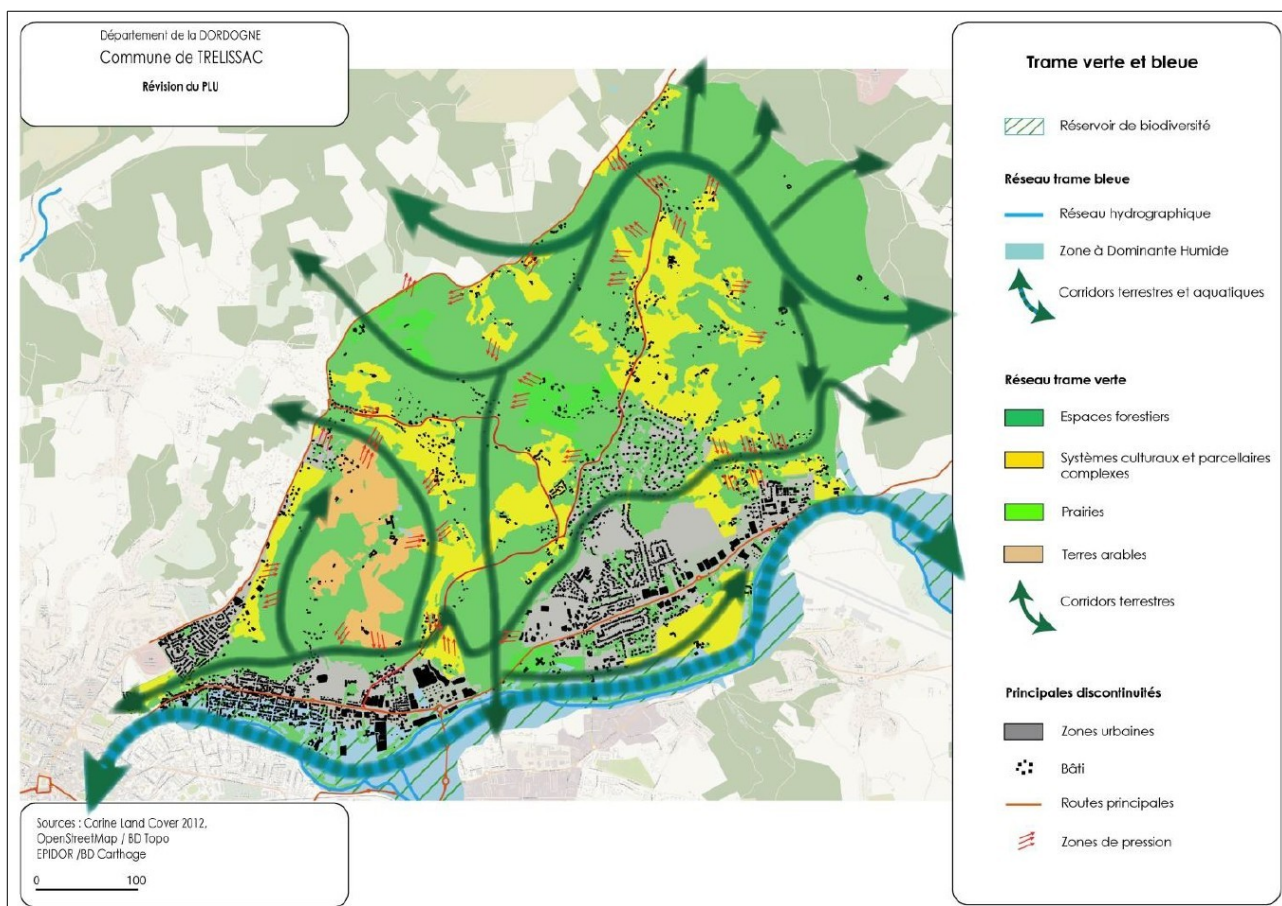 Département de la DORDOGNE
Commune de TRELISSAC
Révision du PLU
Trame verte et bleue
Réservoir de biodiversité
Réseau trame bleue
Réseau hydrographique
Zone à Dominante Humide
Corridors terrestres et aquatiques
Réseau trame verte
Espaces forestiers
Systèmes culturaux et parcellaires
complexes
Prairies
Terres arables
Corridors terrestres
Principales discontinuités
Zones urbaines
Bâti
Routes principales
Zones de pression
Sources : Corine Land Cover 2012,
OpenStreetMap / BD Topo
EPIDOR /BD Carthage
0 100